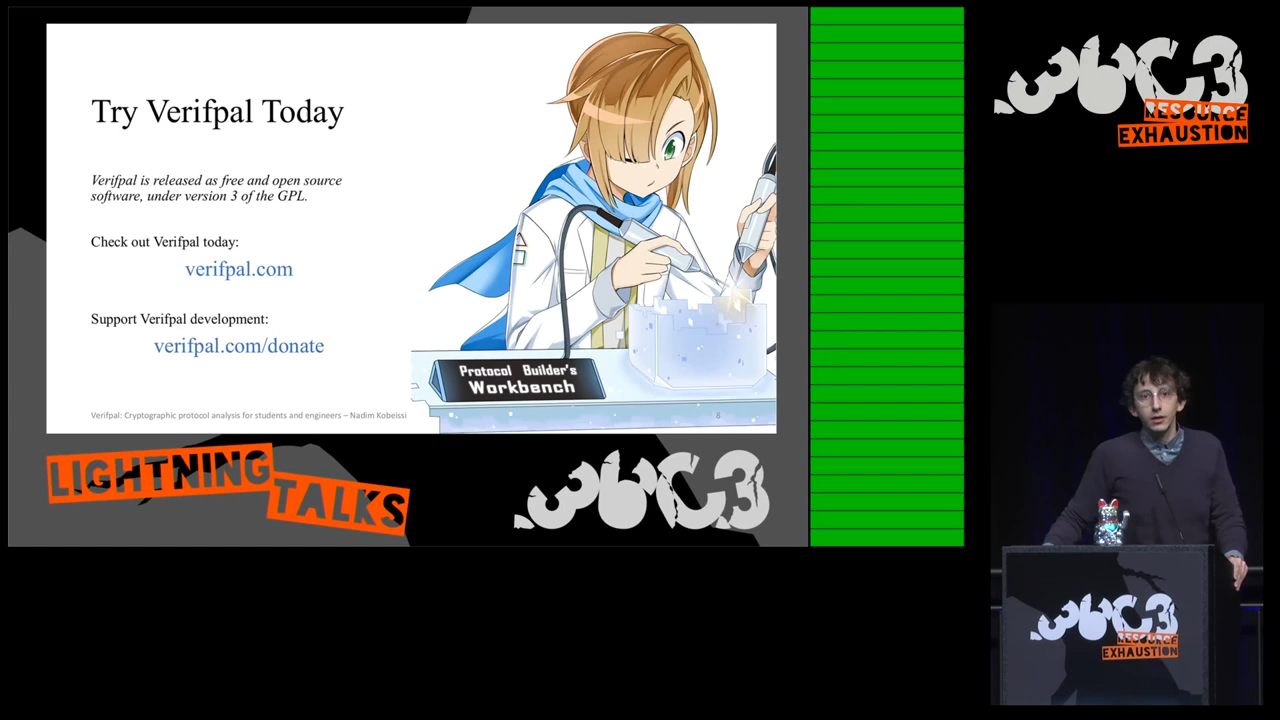 Try Verifpal Today
Verifpal is released as free and open source
software, under version 3 of the GPL.
Check out Verifpal today:
verifpal.com
Support Verifpal development:
verifpal.com/donate
Protocol Builder's
Workbench
Verifpal: Cryptographic protocol analysis for students and engineers – Nadim Kobeissi
8
LIGHTNING
TALKS
36C3
36C3
RESOURCE
EXHAUSTION
36C3
RESOURCE
EXHAUSTION